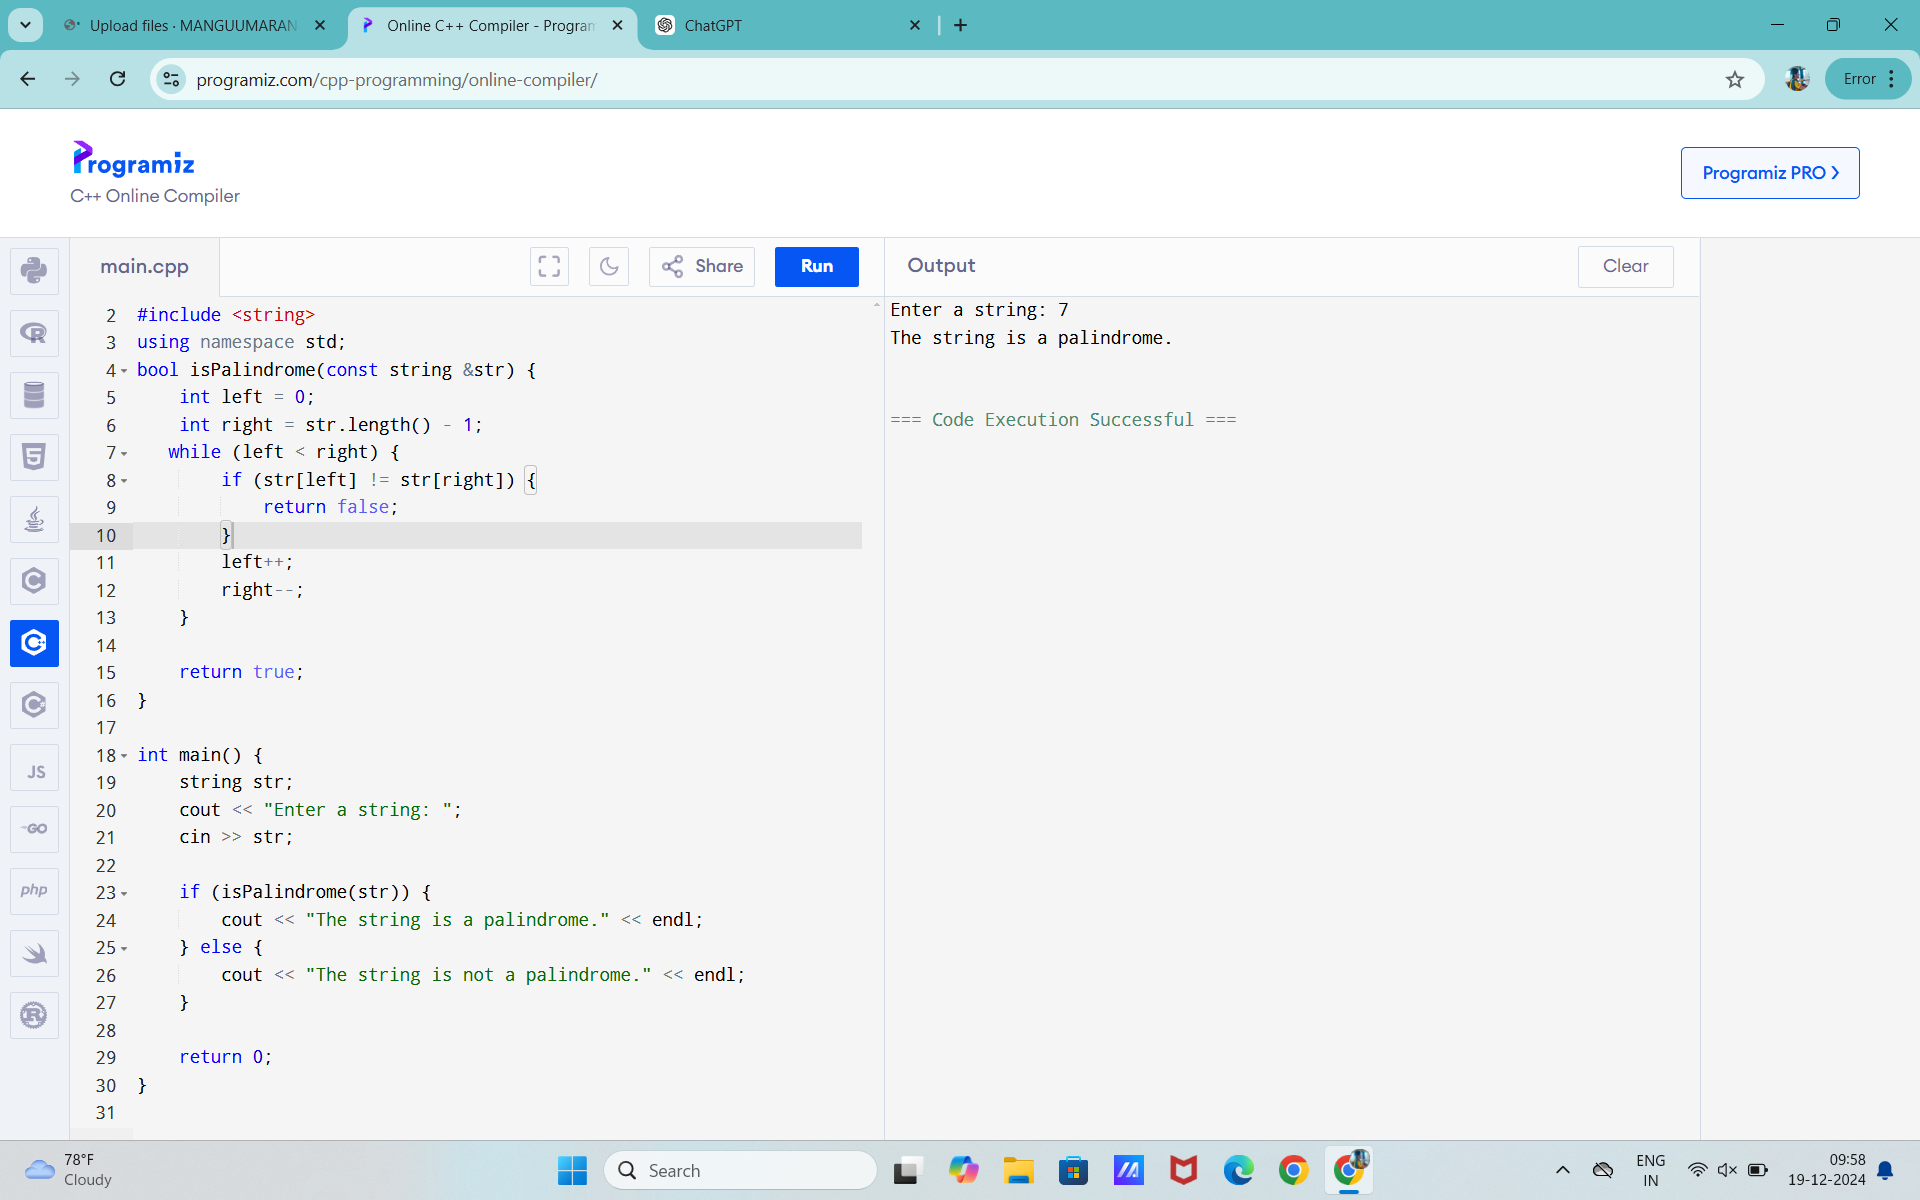 Upload files · MANGUUMARAN
Online C++ Compiler - Program
ChatGPT
programiz.com/cpp-programming/online-compiler/
Error
Programiz
C++ Online Compiler
Programiz PRO
main.cpp
Share
Run
Output
Clear
2 #include <string>
3 using namespace std;
4 bool isPalindrome(const string &str) {
5     int left = 0;
6     int right = str.length() - 1;
7    while (left < right) {
8         if (str[left] != str[right]) {
9             return false;
10         }
11         left++;
12         right--;
13     }
14
15     return true;
16 }
17
18 int main() {
19     string str;
20     cout << "Enter a string: ";
21     cin >> str;
22
23     if (isPalindrome(str)) {
24         cout << "The string is a palindrome." << endl;
25     } else {
26         cout << "The string is not a palindrome." << endl;
27     }
28
29     return 0;
30 }
31
Enter a string: 7
The string is a palindrome.
=== Code Execution Successful ===
R
5
C
C+
C
JS
GO
php
R
78°F
Cloudy
Search
ENG
IN
09:58
19-12-2024